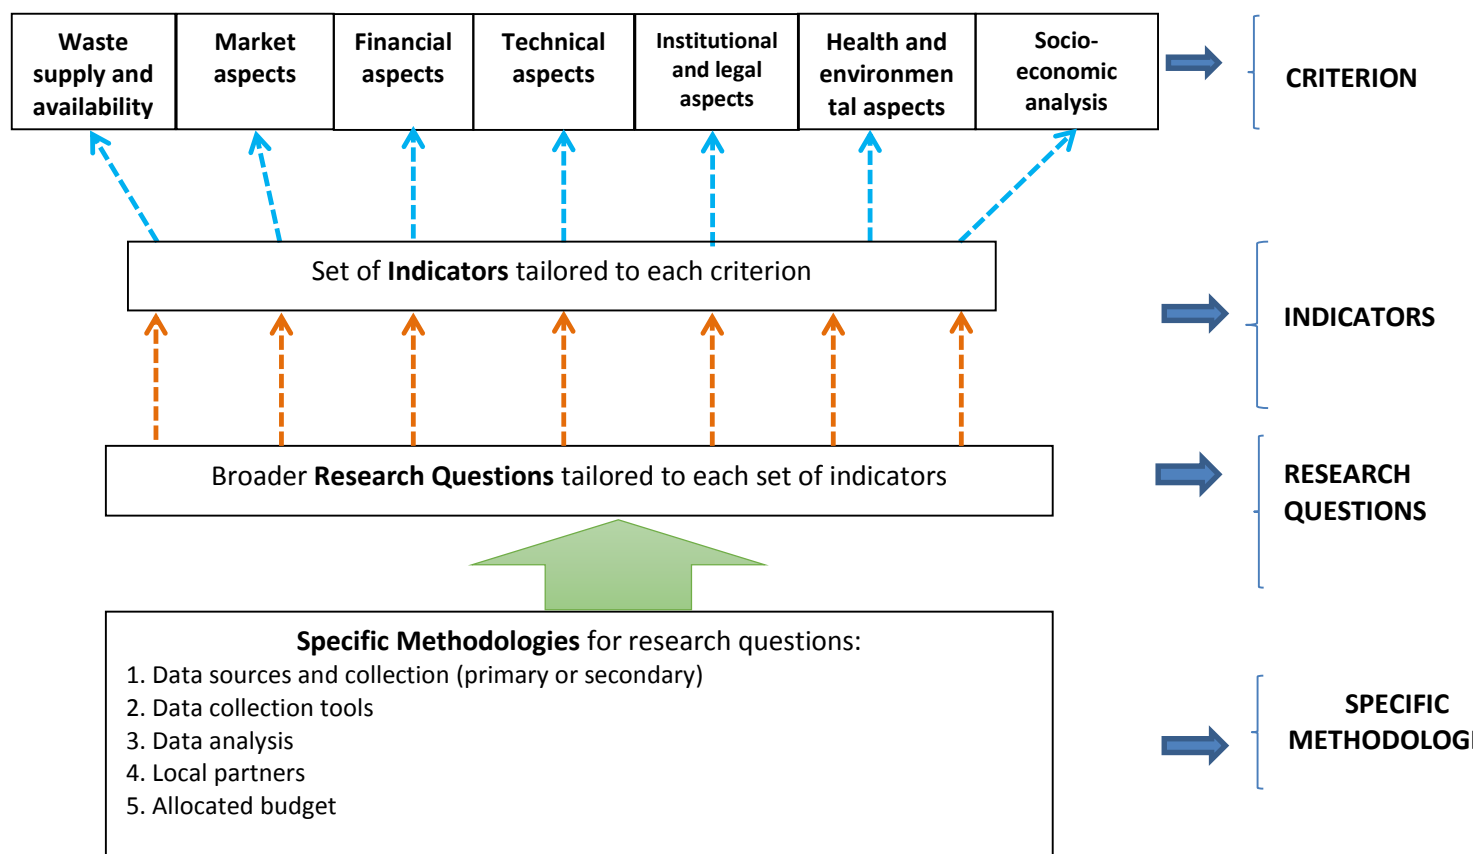 Waste
supply and
availability
Market
aspects
Financial
aspects
Technical
aspects
Institutional
and legal
aspects
Health and
environmen
tal aspects
Socio-
economic
analysis
CRITERION
Set of Indicators tailored to each criterion
INDICATORS
Broader Research Questions tailored to each set of indicators
RESEARCH
QUESTIONS
Specific Methodologies for research questions:
1. Data sources and collection (primary or secondary)
2. Data collection tools
3. Data analysis
4. Local partners
5. Allocated budget
SPECIFIC
METHODOLOGI